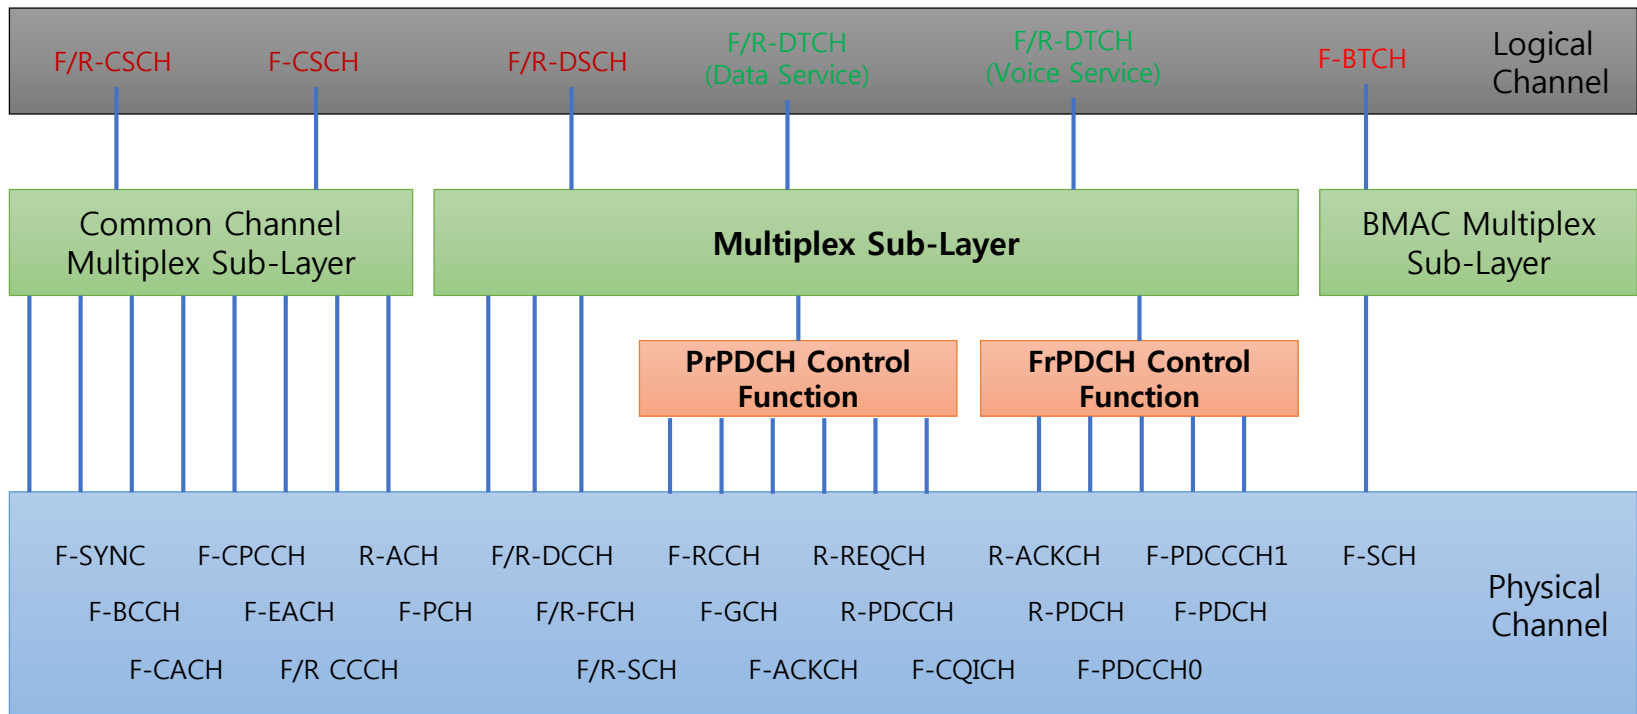 F/R-CSCH
F-CSCH
F/R-DSCH
F/R-DTCH
(Data Service)
F/R-DTCH
(Voice Service)
F-BTCH
Logical
Channel
Common Channel
Multiplex Sub-Layer
Multiplex Sub-Layer
BMAC Multiplex
Sub-Layer
PrPDCH Control
Function
FrPDCH Control
Function
F-SYNC
F-CPCCH
R-ACH
F/R-DCCH
F-RCCH
R-REQCH
R-ACKCH
F-PDCCCH1
F-SCH
F-BCCH
F-EACH
F-PCH
F/R-FCH
F-GCH
R-PDCCH
R-PDCH
F-PDCH
F-CACH
F/R CCCH
F/R-SCH
F-ACKCH
F-CQICH
F-PDCCH0
Physical
Channel